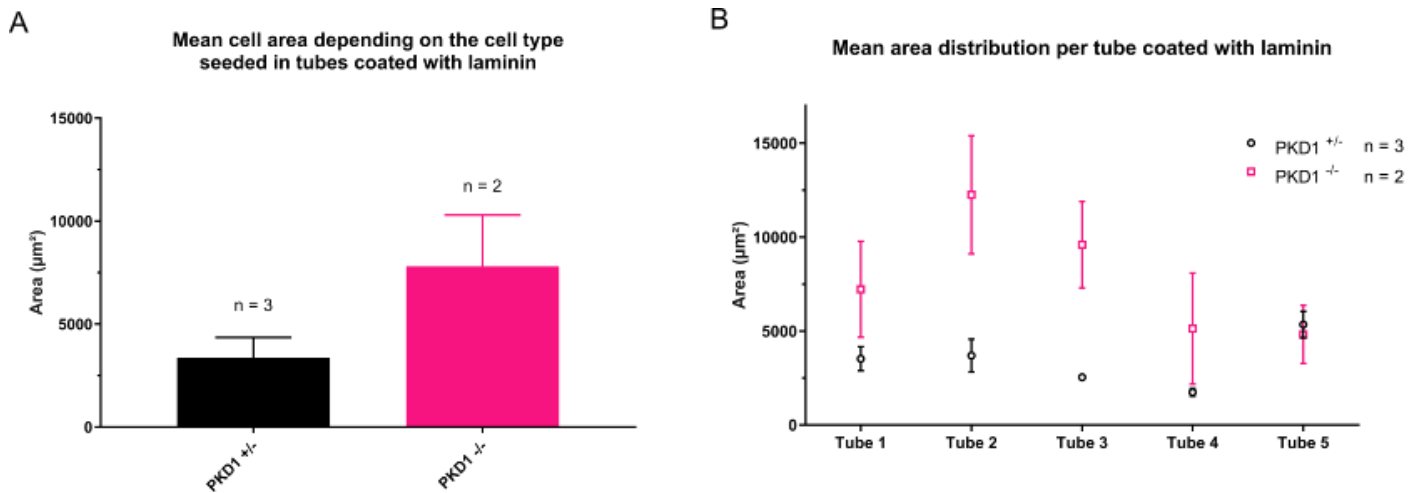 A
Mean cell area depending on the cell type
seeded in tubes coated with laminin
15000
10000
5000
0
Area (µm²)
n = 3
n = 2
PKD1 +/-
PKD1 -/-
B
Mean area distribution per tube coated with laminin
15000
10000
5000
0
Area (µm²)
PKD1 +/- n = 3
PKD1 -/- n = 2
Tube 1 Tube 2 Tube 3 Tube 4 Tube 5